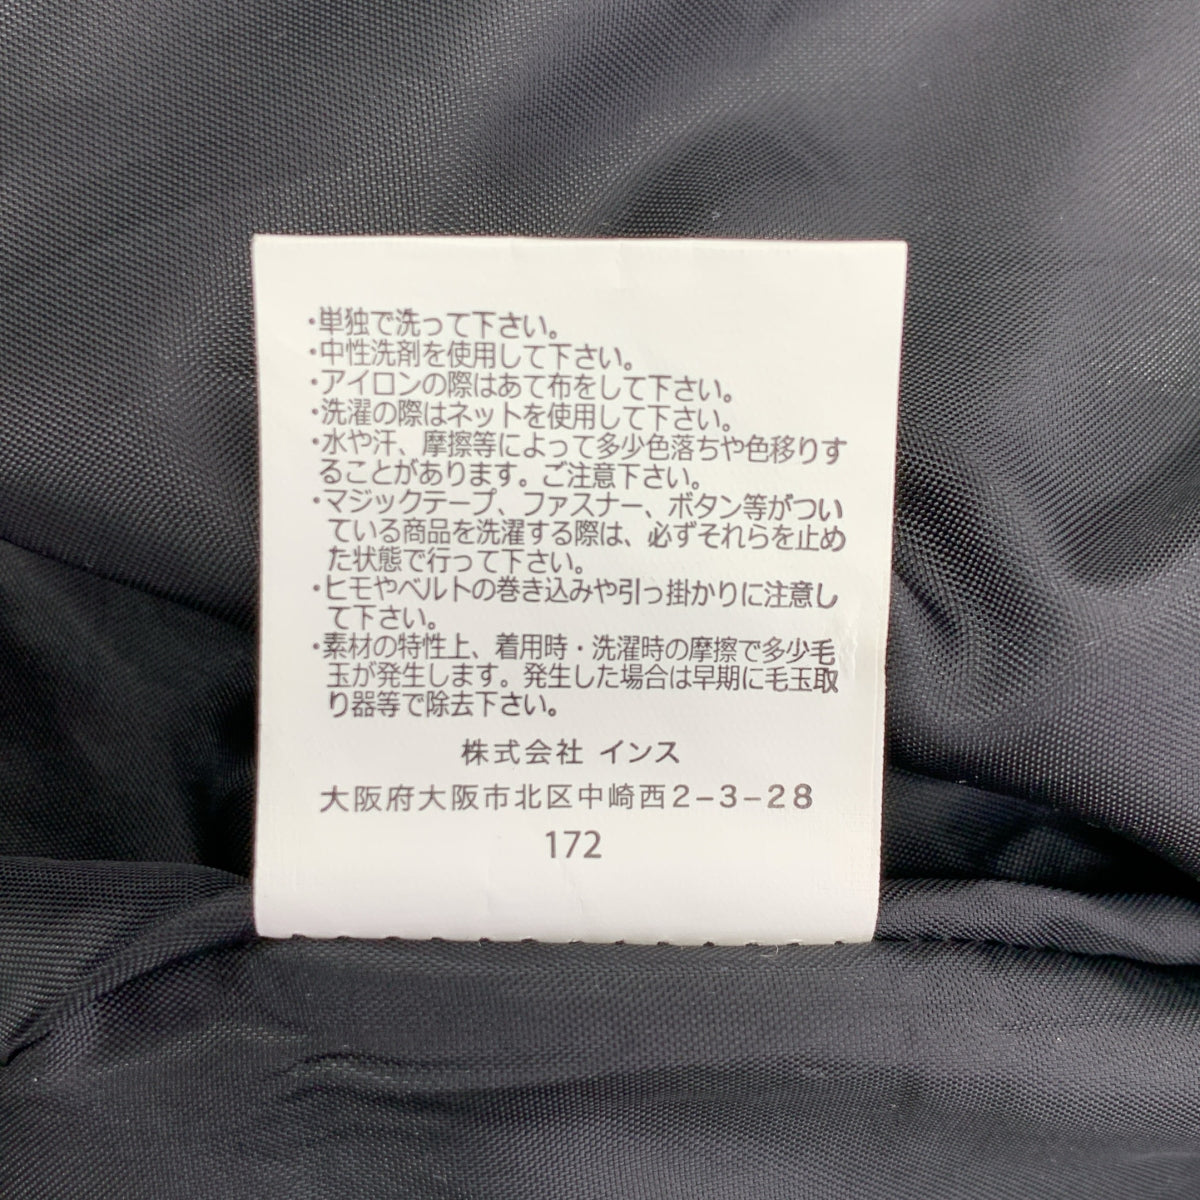 ・単独で洗って下さい。
・中性洗剤を使用して下さい。
・アイロンの際はあて布をして下さい。
・洗濯の際はネットを使用して下さい。
・水や汗、摩擦等によって多少色落ちや色移りす
ることがあります。ご注意下さい。
・マジックテープ、ファスナー、ボタン等がつい
ている商品を洗濯する際は、必ずそれらを止め
た状態で行って下さい。
・ヒモやベルトの巻き込みや引っ掛かりに注意し
て下さい。
・素材の特性上、着用時・洗濯時の摩擦で多少毛
玉が発生します。発生した場合は早期に毛玉取
り器等で除去下さい。
株式会社 インス
大阪府大阪市北区中崎西2-3-28
172